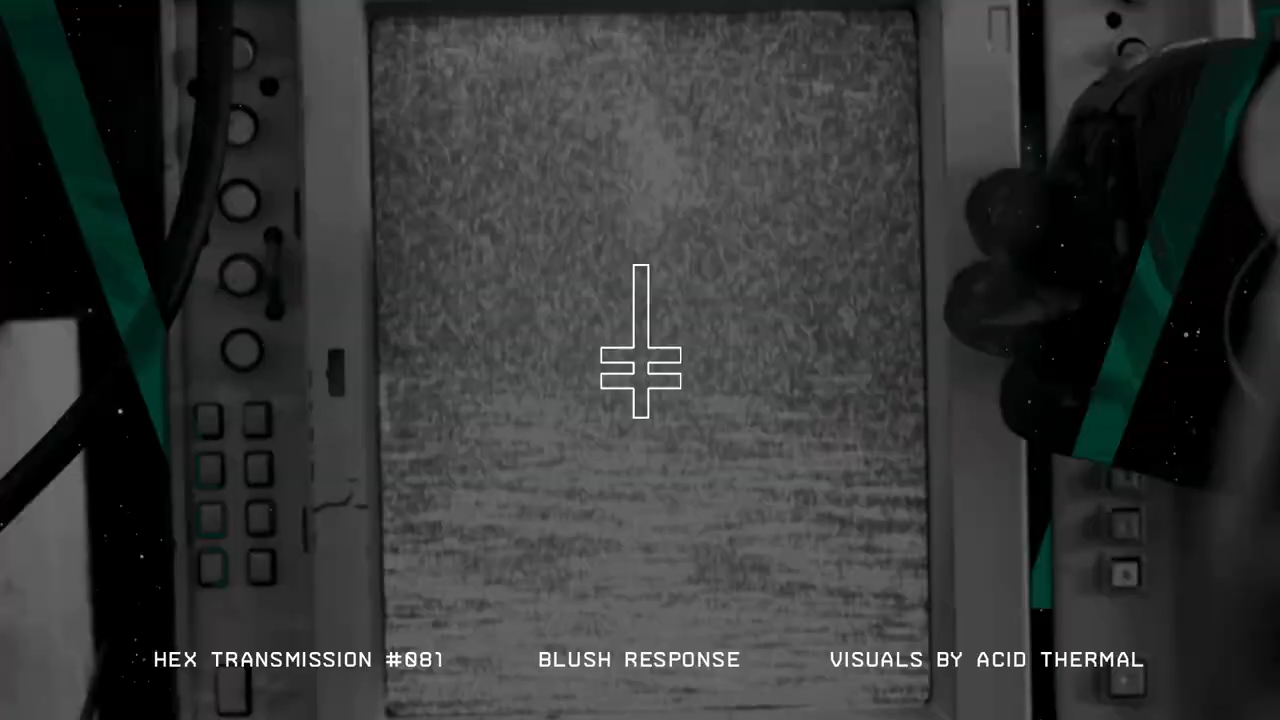 HEX TRANSMISSION #081
BLUSH RESPONSE
VISUALS BY ACID THERMAL